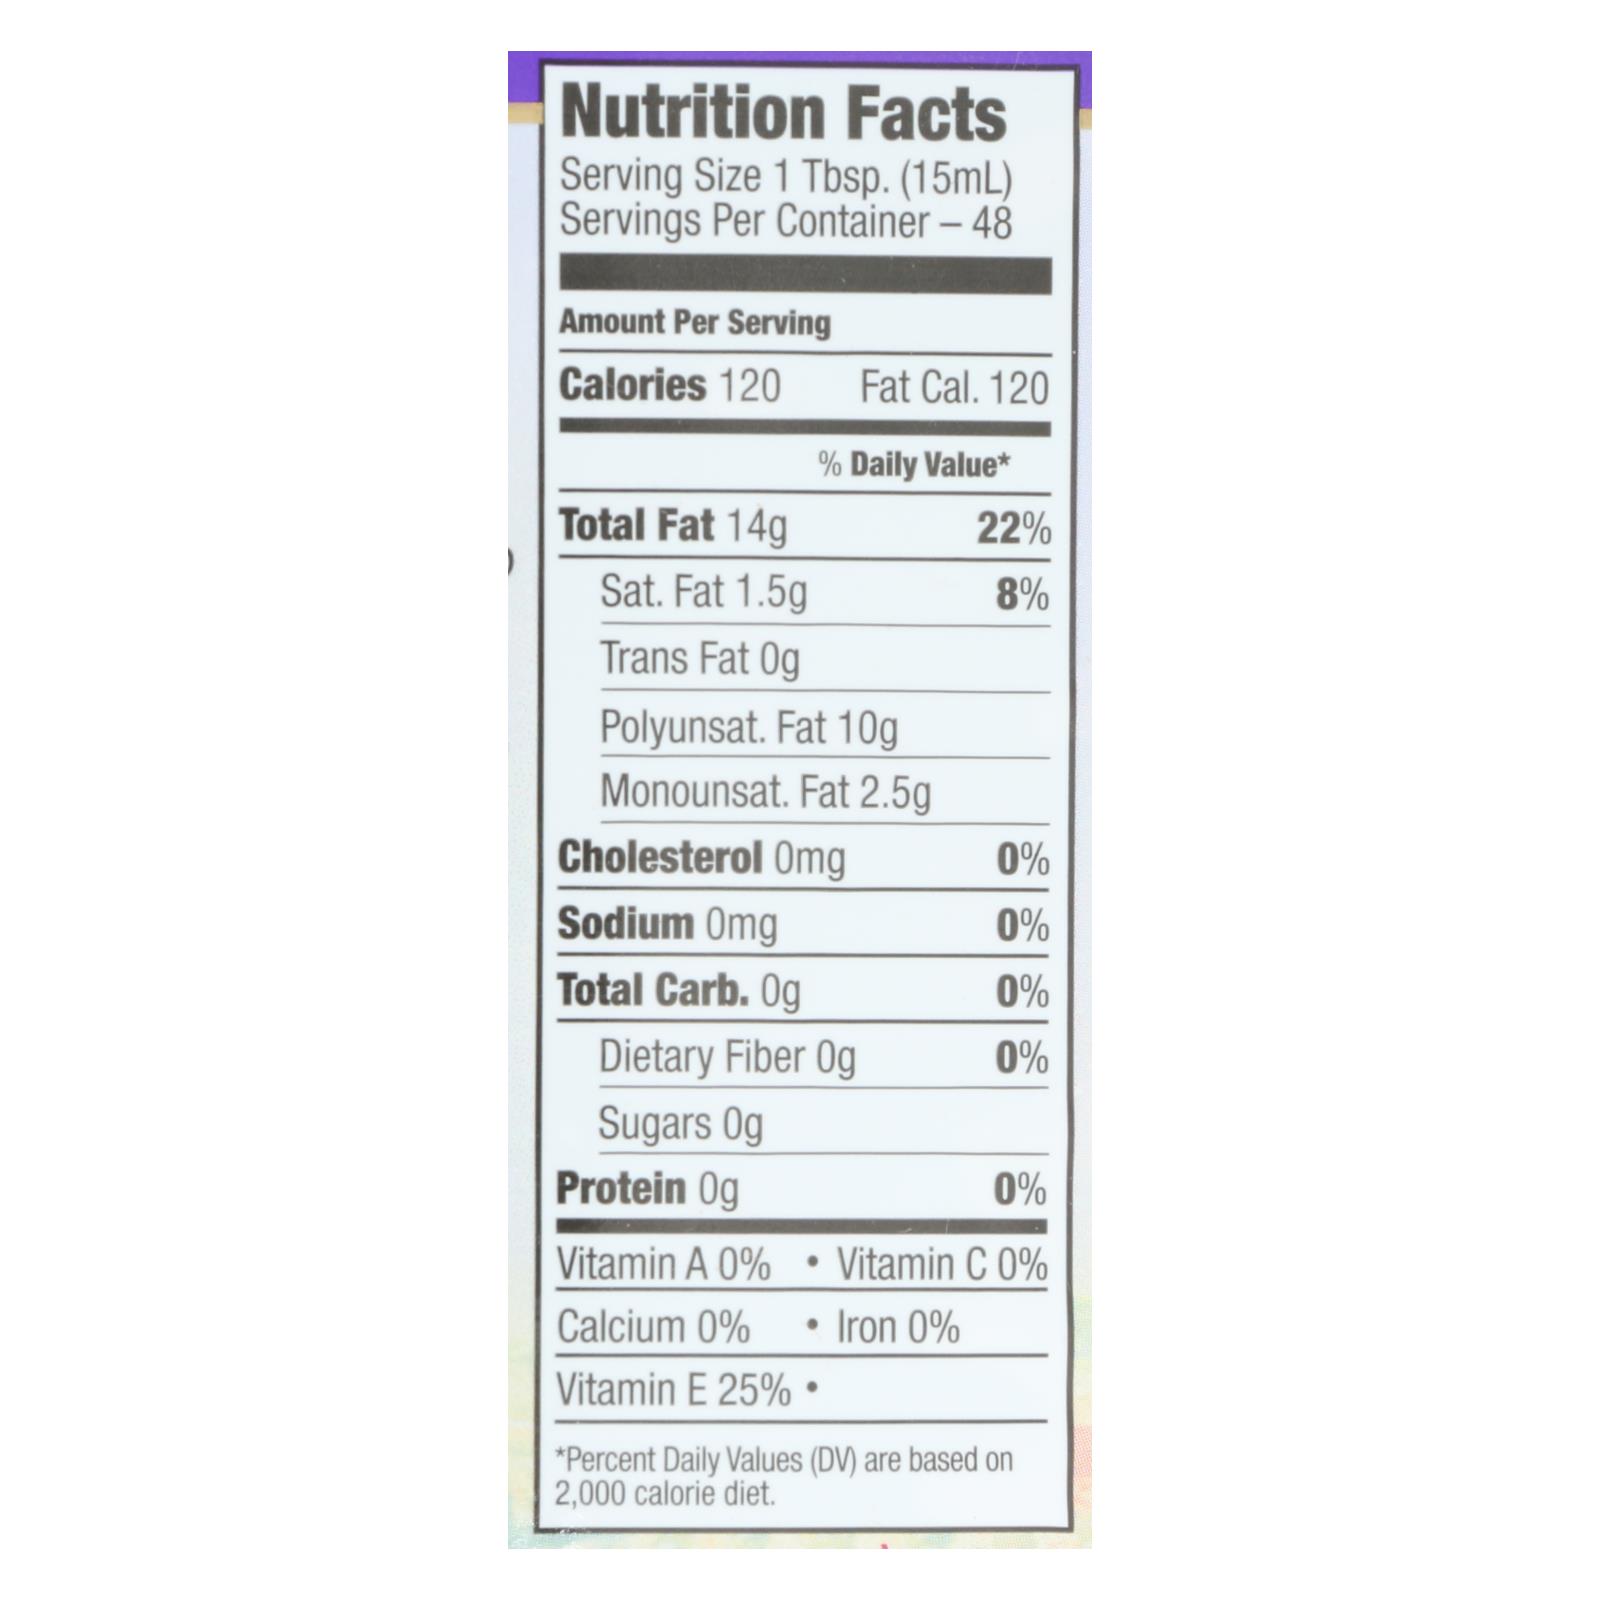 Nutrition Facts
Serving Size 1 Tbsp. (15mL)
Servings Per Container – 48
Amount Per Serving
Calories 120 Fat Cal. 120
% Daily Value*
Total Fat 14g 22%
Sat. Fat 1.5g 8%
Trans Fat 0g
Polyunsat. Fat 10g
Monounsat. Fat 2.5g
Cholesterol 0mg 0%
Sodium 0mg 0%
Total Carb. 0g 0%
Dietary Fiber 0g 0%
Sugars 0g
Protein 0g 0%
Vitamin A 0% • Vitamin C 0%
Calcium 0% • Iron 0%
Vitamin E 25% •
*Percent Daily Values (DV) are based on
2,000 calorie diet.